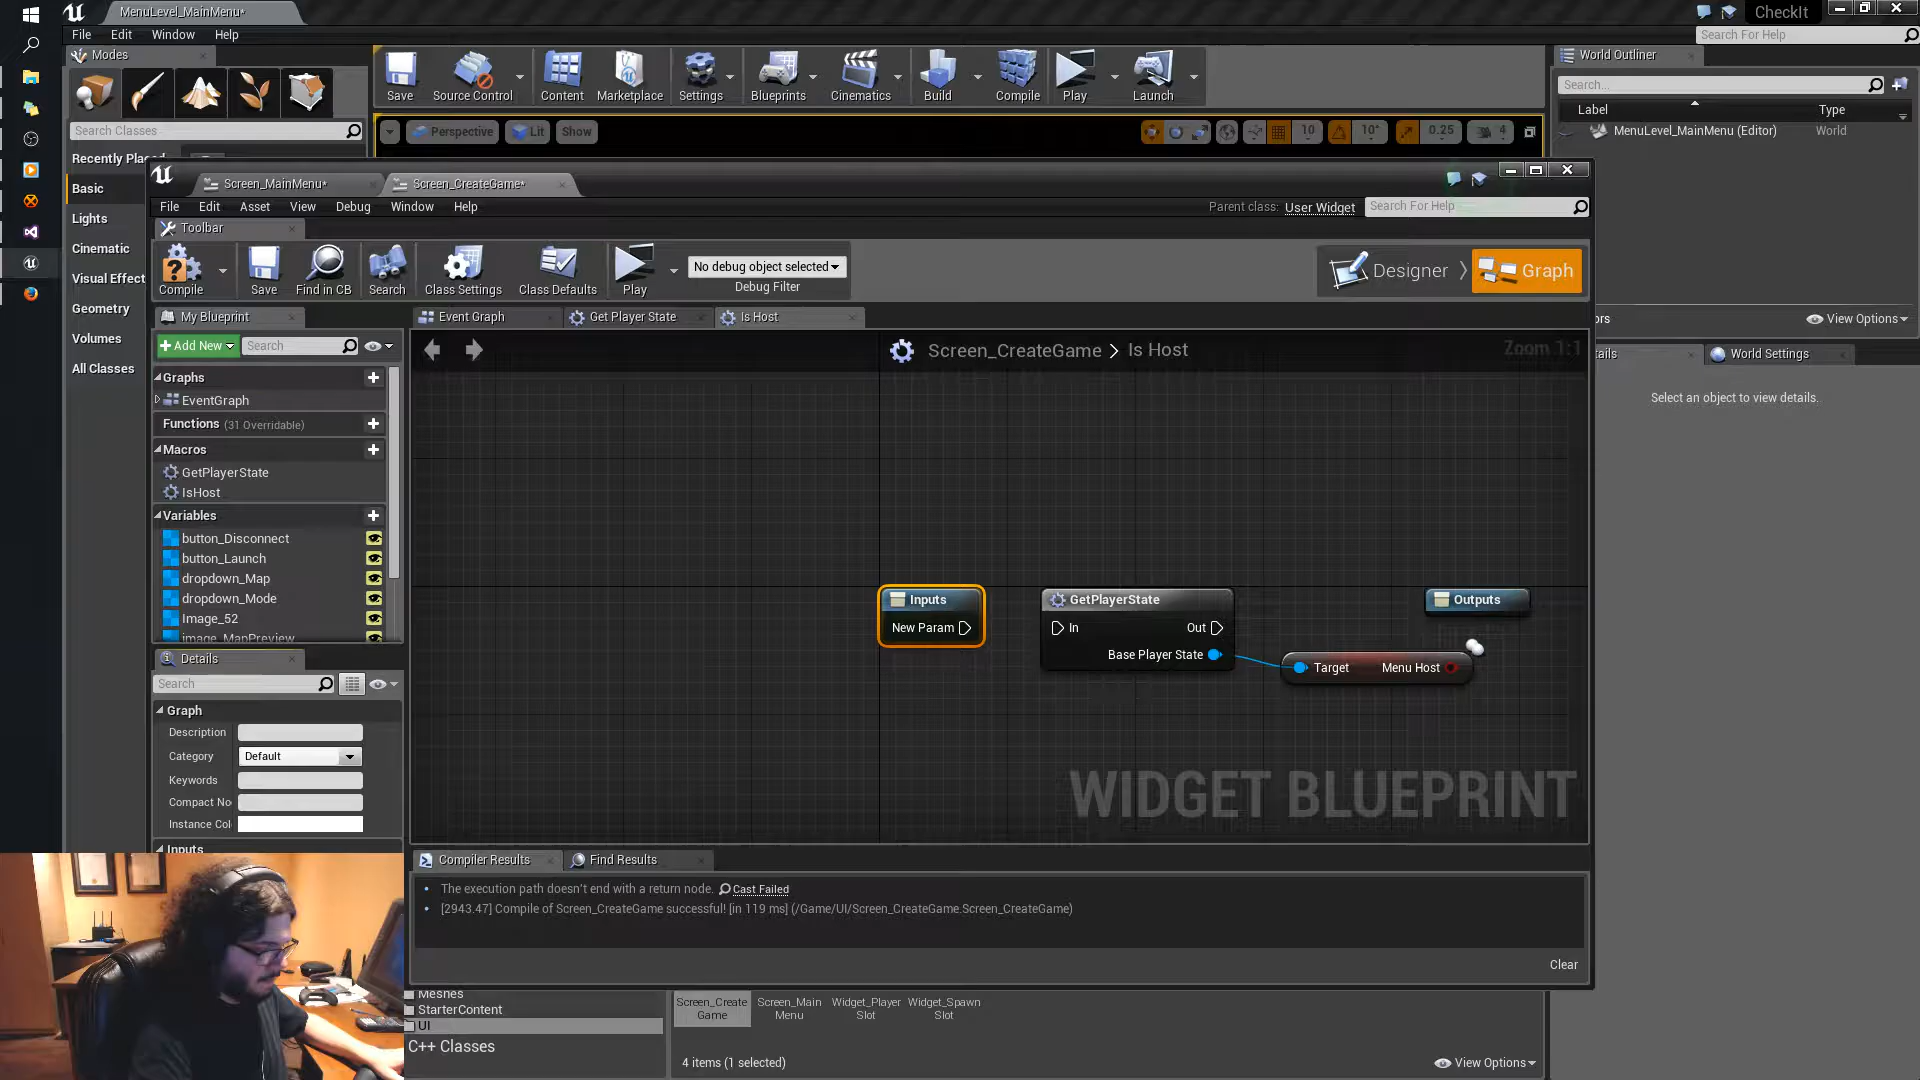 MenuLevel_MainMenu*
CheckIt
File Edit Window Help
Search For Help
Modes
World Outliner
Save Source Control Content Marketplace Settings Blueprints Cinematics Build Compile Play Launch
Search...
Label Type
Search Classes
Perspective Lit Show 10 10° 0.25 4
MenuLevel_MainMenu (Editor) World
Recently Pla
Basic
Lights
Cinematic
Visual Effect
Geometry
Volumes
All Classes
Screen_MainMenu* Screen_CreateGame*
File Edit Asset View Debug Window Help
Parent class: User Widget Search For Help
Toolbar
Compile Save Find in CB Search Class Settings Class Defaults Play
No debug object selected
Debug Filter
Designer Graph
My Blueprint
Event Graph Get Player State Is Host
ors View Options
tails World Settings
Select an object to view details.
Add New Search
Screen_CreateGame > Is Host
Zoom 1:1
Graphs
EventGraph
Functions (31 Overridable)
Macros
GetPlayerState
IsHost
Variables
button_Disconnect
button_Launch
dropdown_Map
dropdown_Mode
Image_52
image_MapPreview
Inputs
New Param
GetPlayerState
In Out
Base Player State
Target Menu Host
Outputs
WIDGET BLUEPRINT
Details
Search
Graph
Description
Category Default
Keywords
Compact No
Instance Col
Inputs
Compiler Results Find Results
The execution path doesn't end with a return node. Cast Failed
[2943.47] Compile of Screen_CreateGame successful! [in 119 ms] (/Game/UI/Screen_CreateGame.Screen_CreateGame)
Clear
Meshes
StarterContent
UI
C++ Classes
Screen_Create
Game
Screen_Main
Menu
Widget_Player
Slot
Widget_Spawn
Slot
4 items (1 selected)
View Options